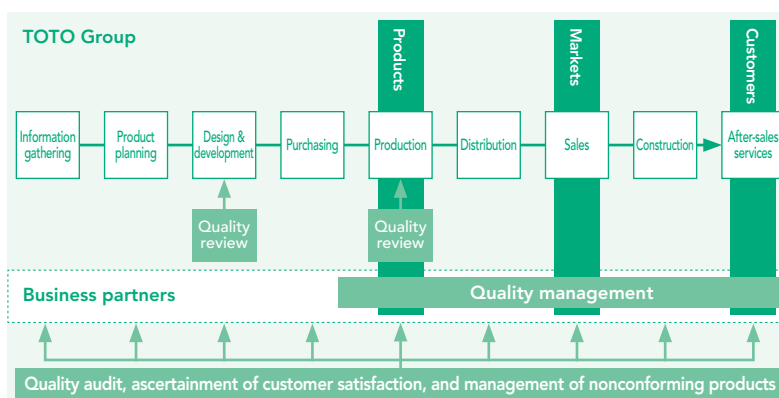 TOTO Group
Products
Markets
Customers
Information
gathering
Product
planning
Design &
development
Purchasing
Production
Distribution
Sales
Construction
After-sales
services
Quality
review
Quality
review
Business partners
Quality management
Quality audit, ascertainment of customer satisfaction, and management of nonconforming products